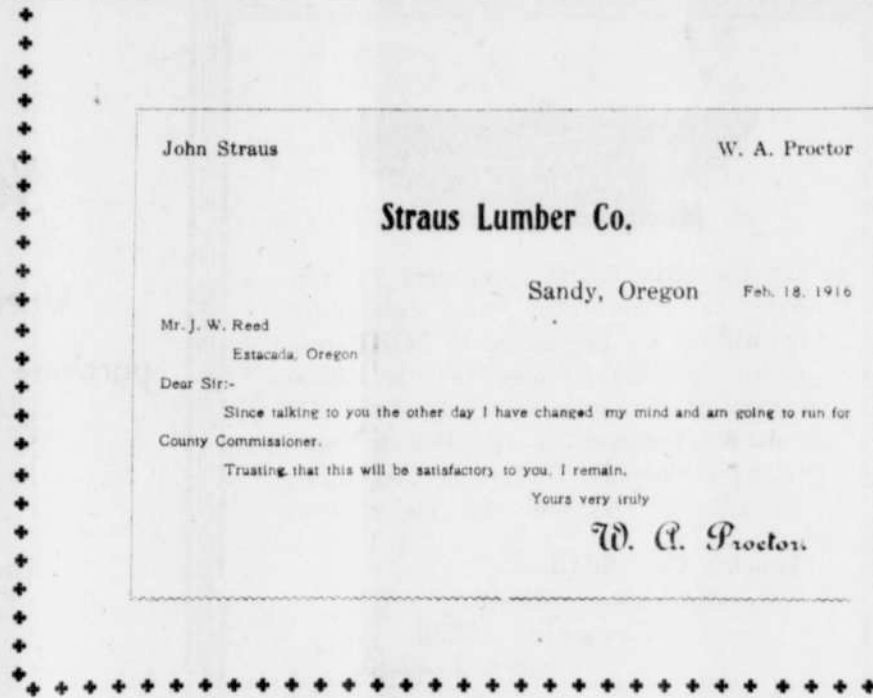 John Straus W. A. Proctor
Straus Lumber Co.
Sandy, Oregon Feb. 18. 1916
Mr. J. W. Reed
Estacada, Oregon
Dear Sir:-
Since talking to you the other day I have changed my mind and am going to run for
County Commissioner.
Trusting that this will be satisfactory to you, I remain.
Yours very truly
W. A. Proctor.